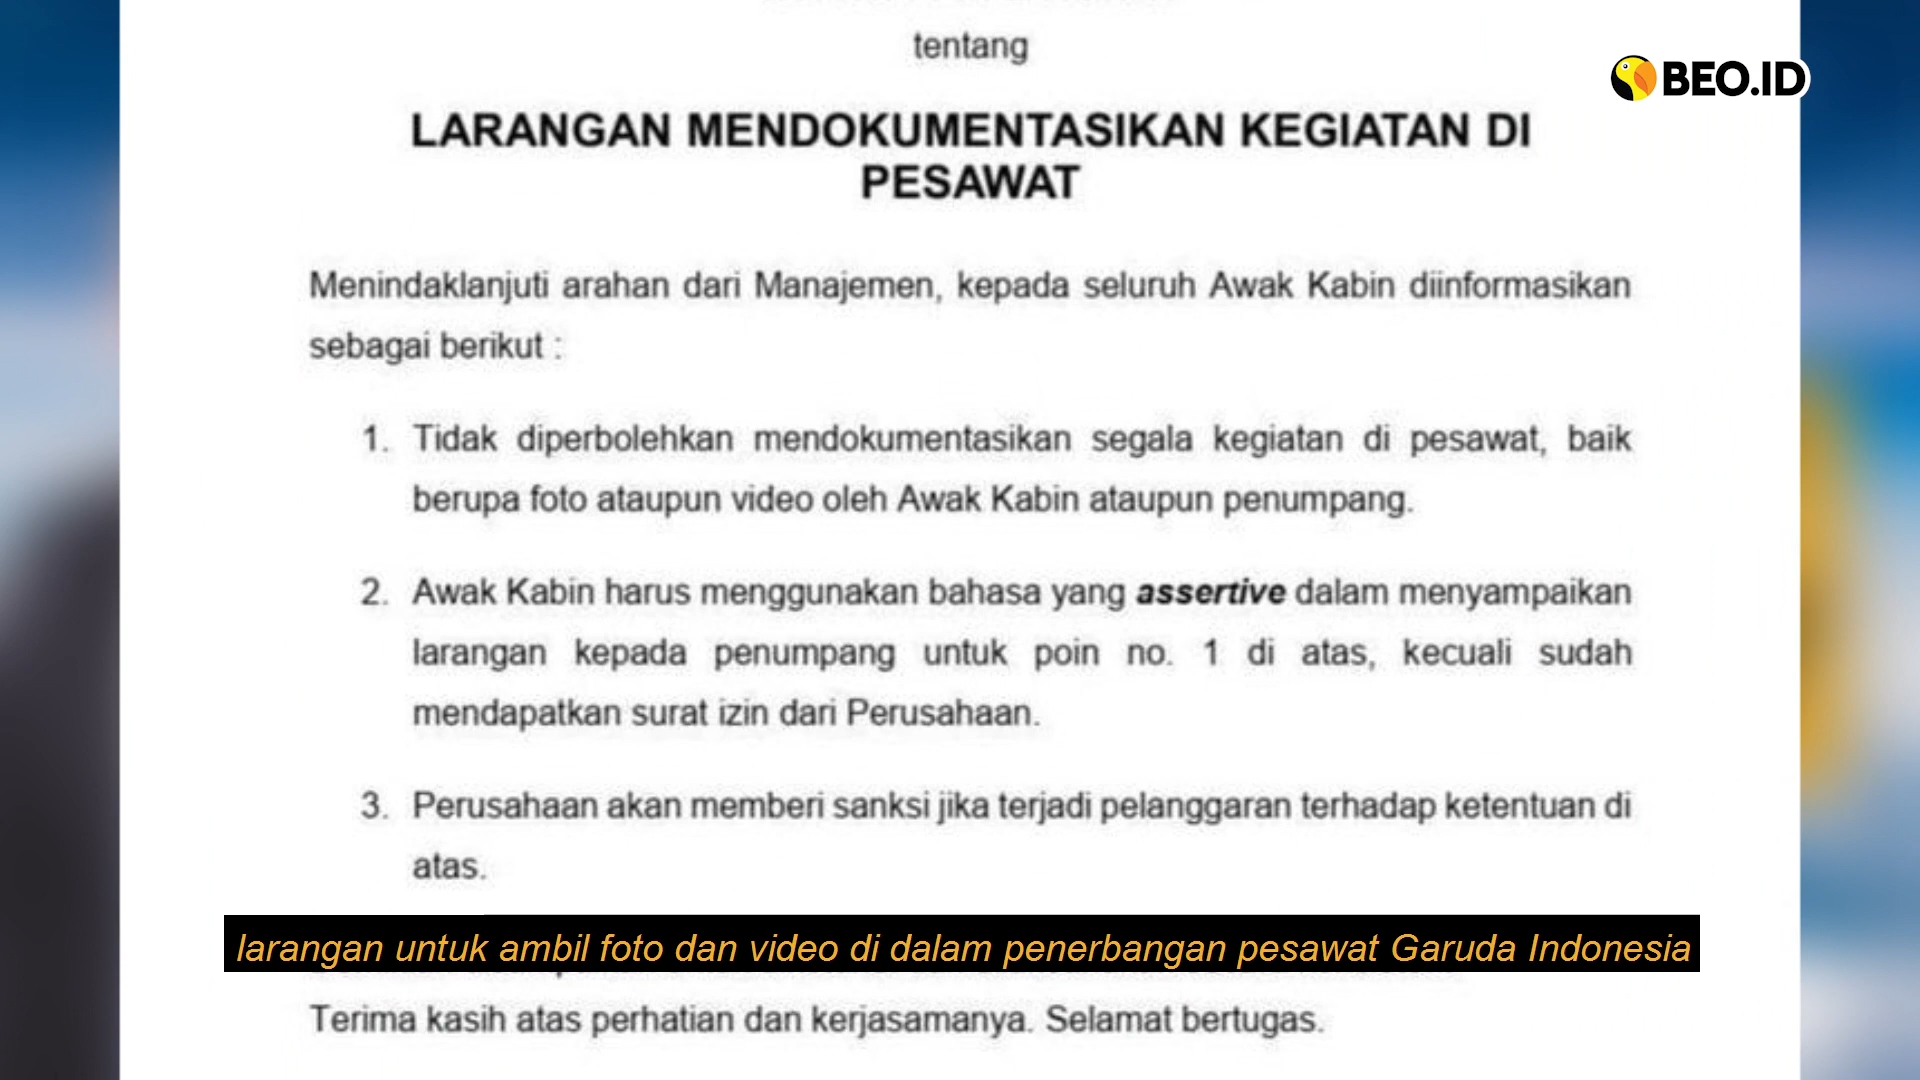 tentang
BEO.ID
LARANGAN MENDOKUMENTASIKAN KEGIATAN DI
PESAWAT
Menindaklanjuti arahan dari Manajemen, kepada seluruh Awak Kabin diinformasikan
sebagai berikut :
1. Tidak diperbolehkan mendokumentasikan segala kegiatan di pesawat, baik
berupa foto ataupun video oleh Awak Kabin ataupun penumpang.
2. Awak Kabin harus menggunakan bahasa yang assertive dalam menyampaikan
larangan kepada penumpang untuk poin no. 1 di atas, kecuali sudah
mendapatkan surat izin dari Perusahaan.
3. Perusahaan akan memberi sanksi jika terjadi pelanggaran terhadap ketentuan di
atas.
larangan untuk ambil foto dan video di dalam penerbangan pesawat Garuda Indonesia
Terima kasih atas perhatian dan kerjasamanya. Selamat bertugas.